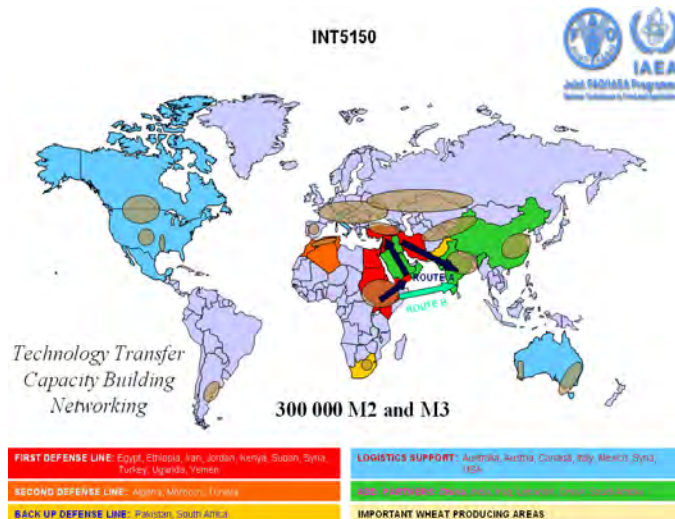 INT5150
IAEA
Joint FAO/IAEA Programme
ROUTE A
ROUTE B
Technology Transfer
Capacity Building
Networking
300 000 M2 and M3
FIRST DEFENSE LINE: Egypt, Ethiopia, Iran, Jordan, Kenya, Sudan, Syria,
Turkey, Uganda, Yemen
SECOND DEFENSE LINE: Algeria, Morocco, Tunisia
BACK UP DEFENSE LINE: Pakistan, South Africa
LOGISTICS SUPPORT: Australia, Austria, Canada, Italy, Mexico, Syria,
USA
IMPORTANT WHEAT PRODUCING AREAS